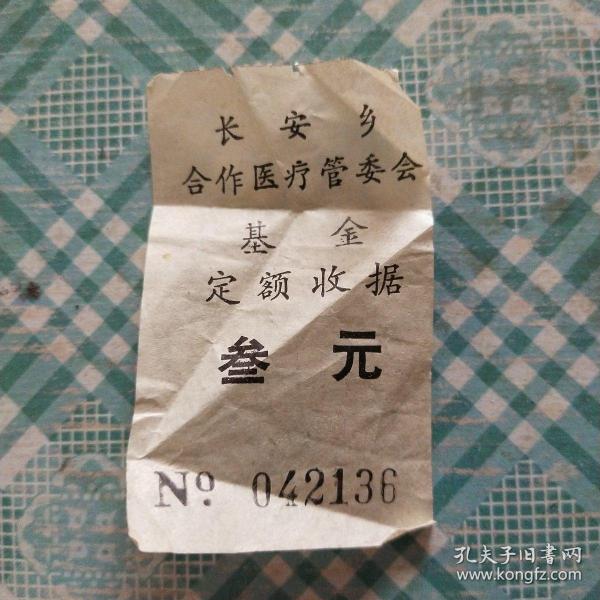 长安乡
合作医疗管委会
基金
定额收据
叁元
Nº 042136
孔夫子旧书网
www.kongfz.com